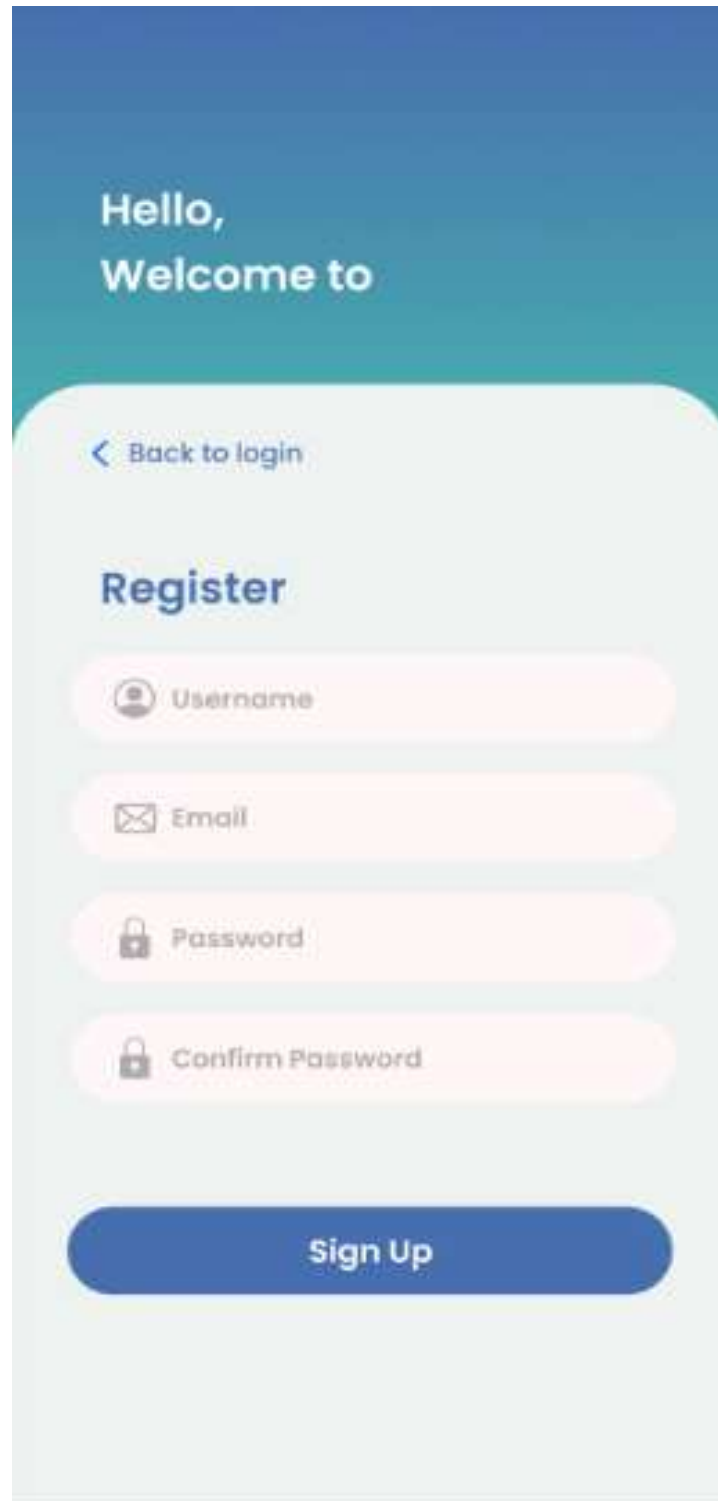 Hello,
Welcome to
Back to login
Register
Username
Email
Password
Confirm Password
Sign Up